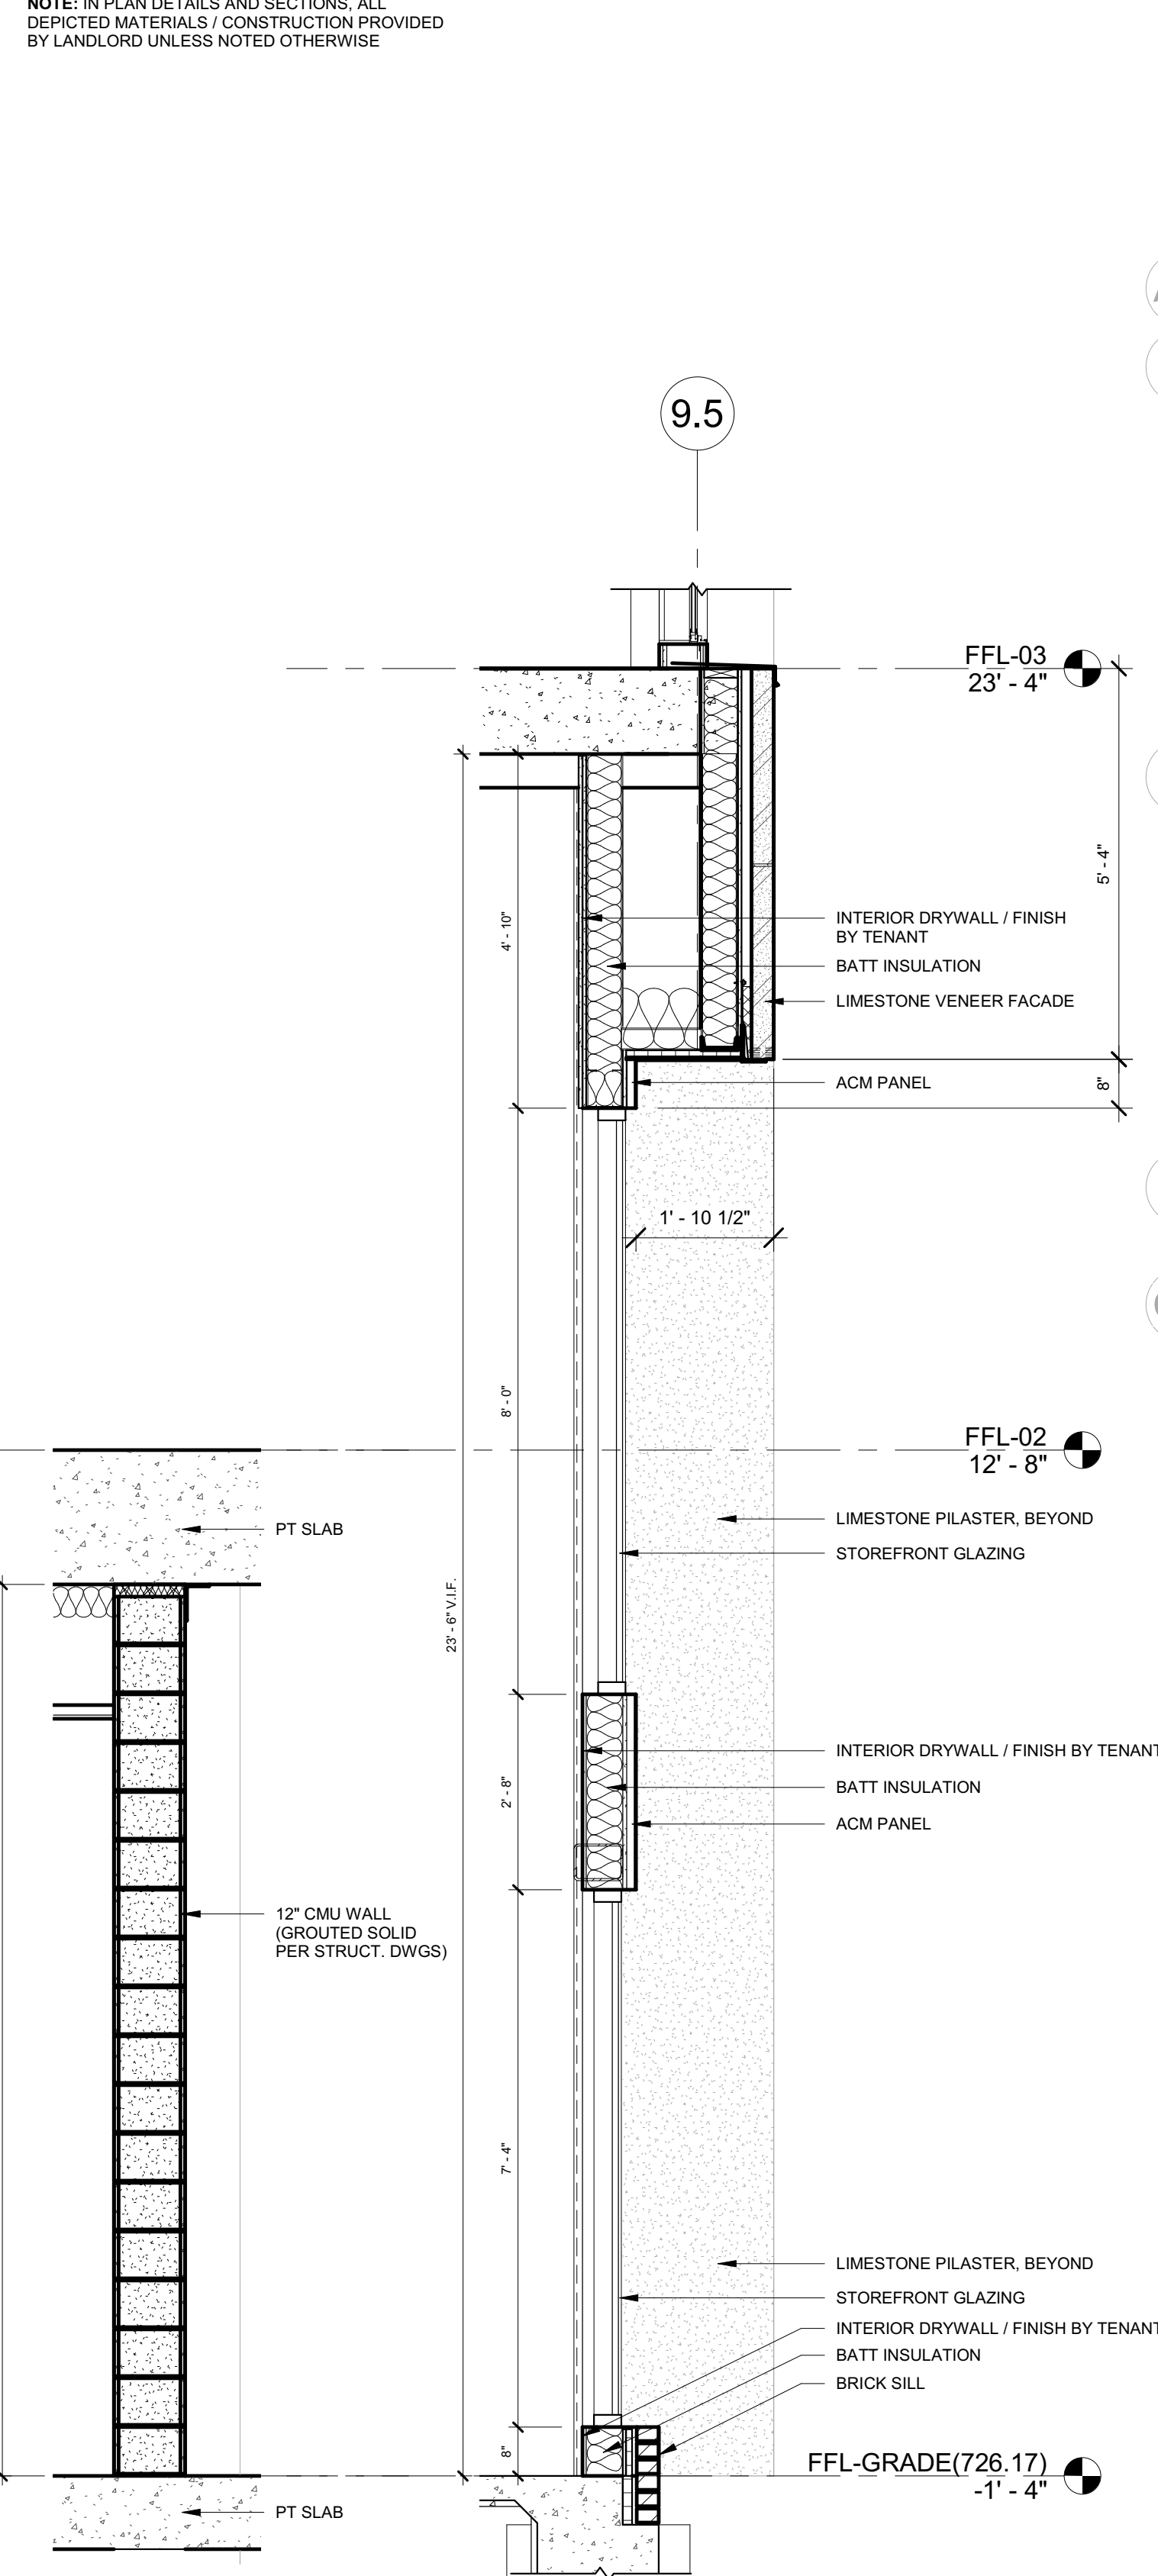 NOTE: IN PLAN DETAILS AND SECTIONS, ALL
DEPICTED MATERIALS / CONSTRUCTION PROVIDED
BY LANDLORD UNLESS NOTED OTHERWISE
9.5
FFL-03
23' - 4"
5' - 4"
4' - 10"
INTERIOR DRYWALL / FINISH
BY TENANT
BATT INSULATION
LIMESTONE VENEER FACADE
ACM PANEL
8"
1' - 10 1/2"
8' - 0"
FFL-02
12' - 8"
LIMESTONE PILASTER, BEYOND
PT SLAB
STOREFRONT GLAZING
23' - 6" V.I.F.
INTERIOR DRYWALL / FINISH BY TENANT
BATT INSULATION
2' - 8"
ACM PANEL
12" CMU WALL
(GROUTED SOLID
PER STRUCT. DWGS)
7' - 4"
LIMESTONE PILASTER, BEYOND
STOREFRONT GLAZING
INTERIOR DRYWALL / FINISH BY TENANT
BATT INSULATION
BRICK SILL
8"
FFL-GRADE(726.17)
-1' - 4"
PT SLAB